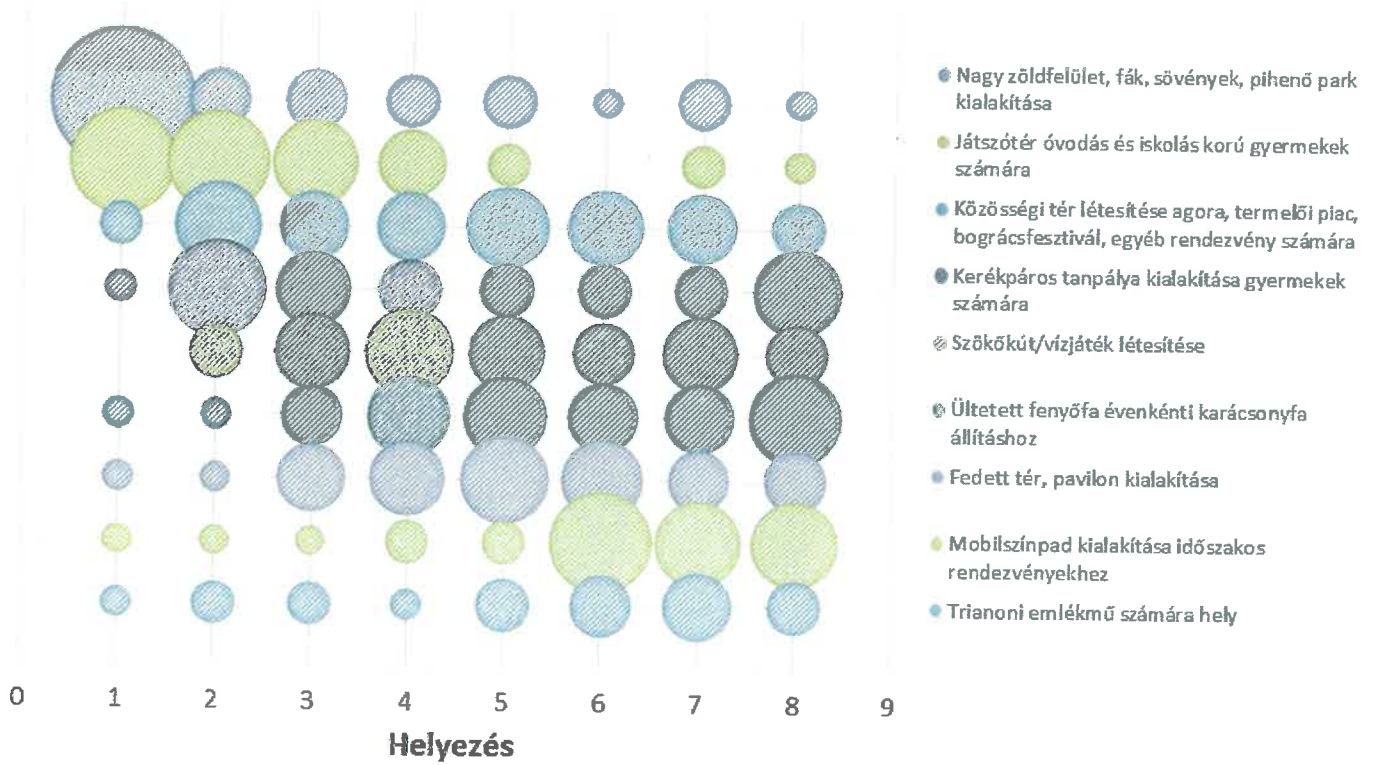 Nagy zöldfelület, fák, sövények, pihenő park
kialakítása
Játszótér óvodás és iskolás korú gyermekek
számára
Közösségi tér létesítése agora, termelői piac,
bográcsfesztivál, egyéb rendezvény számára
Kerékpáros tanpálya kialakítása gyermekek
számára
Szökőkút/vízjáték létesítése
Ültetett fenyőfa évenkénti karácsonyfa
állításhoz
Fedett tér, pavilon kialakítása
Mobilszínpad kialakítása időszakos
rendezvényekhez
Trianoni emlékmű számára hely
0 1 2 3 4 5 6 7 8 9
Helyezés